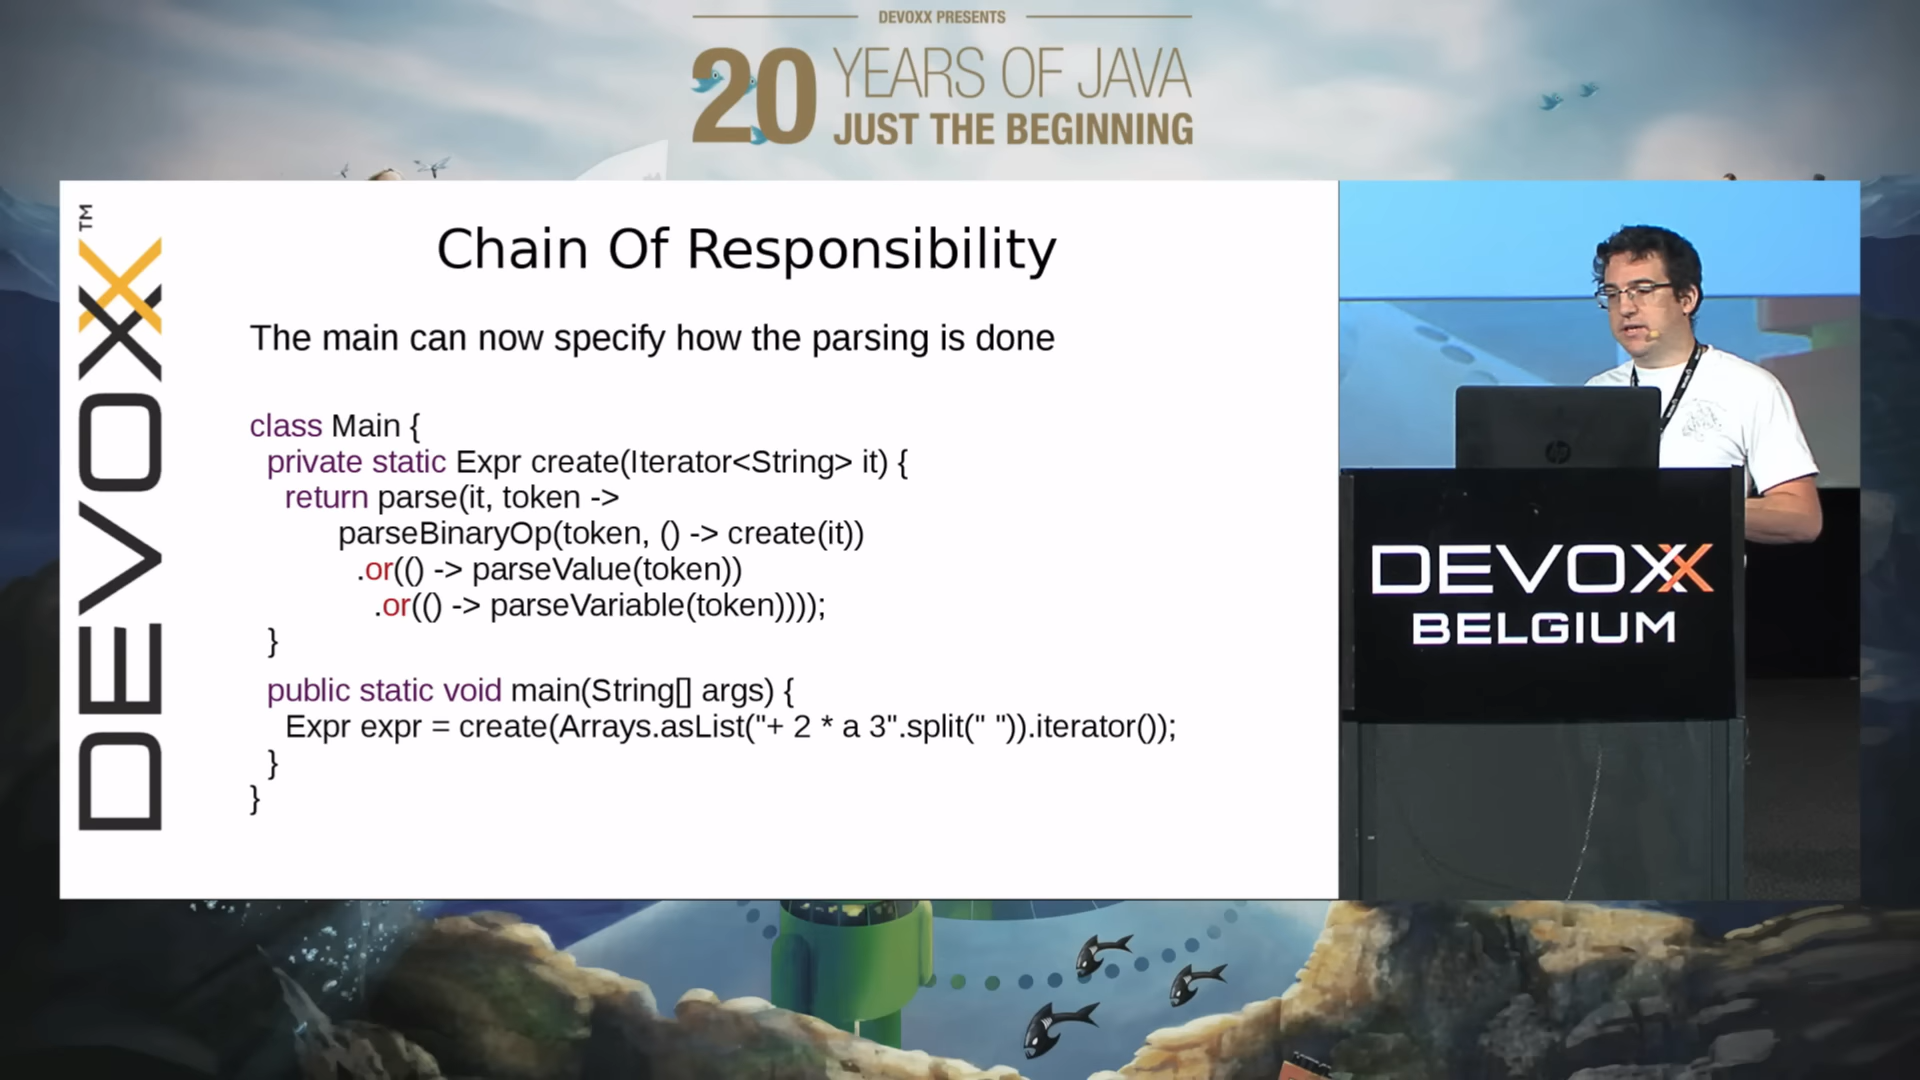 DEVOXX PRESENTS
20 YEARS OF JAVA
JUST THE BEGINNING
DEVOXX™
Chain Of Responsibility
The main can now specify how the parsing is done
class Main {
private static Expr create(Iterator<String> it) {
return parse(it, token ->
parseBinaryOp(token, () -> create(it))
.or(() -> parseValue(token))
.or(() -> parseVariable(token))));
}
public static void main(String[] args) {
Expr expr = create(Arrays.asList("+ 2 * a 3".split(" ")).iterator());
}
}
hp
DEVOXX
BELGIUM